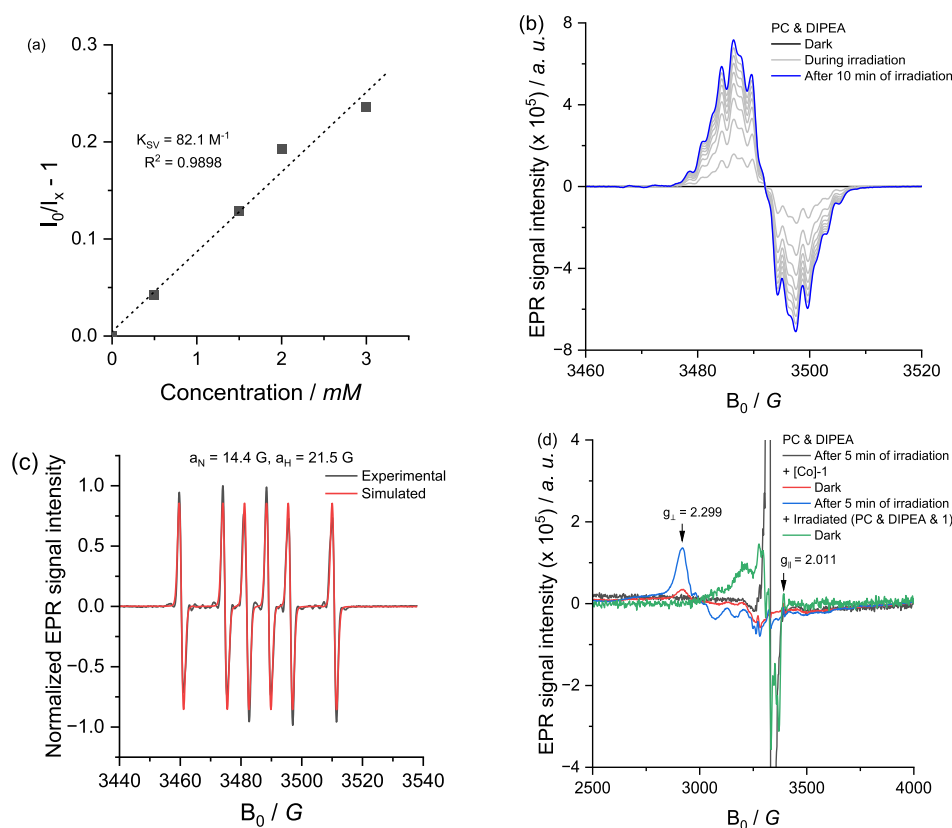 (a)
0.3
0.2
0.1
0.0
I₀/Iₓ - 1
K_SV = 82.1 M⁻¹
R² = 0.9898
0 1 2 3
Concentration / mM
(b)
8
4
0
−4
−8
EPR signal intensity (x 10⁵) / a. u.
PC & DIPEA
Dark
During irradiation
After 10 min of irradiation
3460 3480 3500 3520
B₀ / G
(c)
a_N = 14.4 G, a_H = 21.5 G
Experimental
Simulated
1.0
0.5
0.0
−0.5
−1.0
Normalized EPR signal intensity
3440 3460 3480 3500 3520 3540
B₀ / G
(d)
4
2
0
−2
−4
EPR signal intensity (x 10⁵) / a. u.
PC & DIPEA
After 5 min of irradiation
+ [Co]-1
Dark
After 5 min of irradiation
+ Irradiated (PC & DIPEA & 1)
Dark
g⊥ = 2.299
g∥ = 2.011
2500 3000 3500 4000
B₀ / G